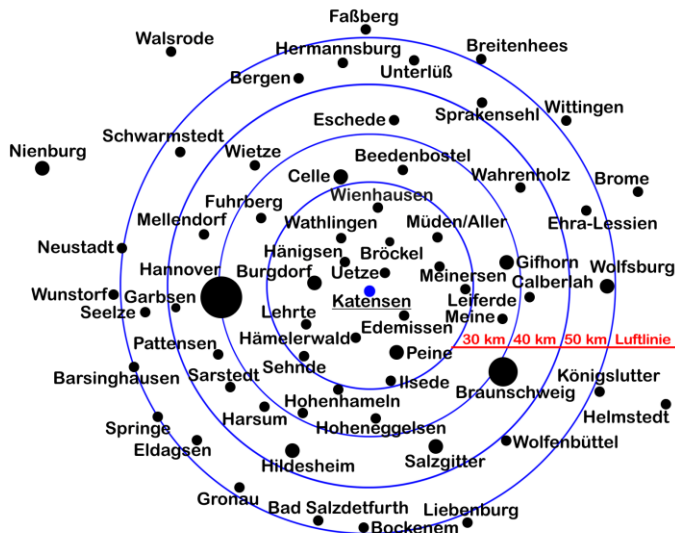 Faßberg
Walsrode
Hermannsburg
Breitenhees
Unterlüß
Bergen
Sprakensehl
Wittingen
Eschede
Schwarmstedt
Nienburg
Wietze
Beedenbostel
Celle
Wahrenholz
Brome
Wienhausen
Fuhrberg
Mellendorf
Wathlingen
Müden/Aller
Ehra-Lessien
Neustadt
Hänigsen
Bröckel
Hannover
Burgdorf
Uetze
Meinersen
Gifhorn
Wolfsburg
Calberlah
Wunstorf
Garbsen
Katensen
Leiferde
Seelze
Lehrte
Edemissen
Meine
Pattensen
Hämelerwald
30 km
40 km
50 km
Luftlinie
Peine
Barsinghausen
Sarstedt
Sehnde
Ilsede
Braunschweig
Königslutter
Hohenhameln
Helmstedt
Springe
Harsum
Hoheneggelsen
Eldagsen
Wolfenbüttel
Hildesheim
Salzgitter
Gronau
Bad Salzdetfurth
Liebenburg
Bockenem